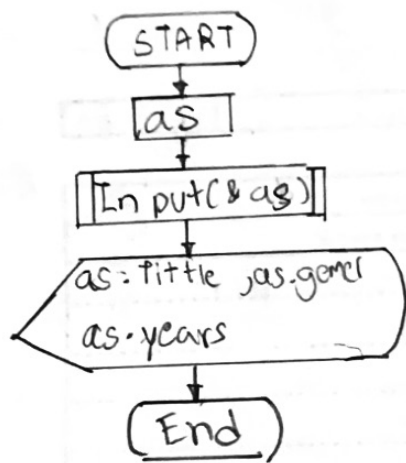 START
as
Input(&as)
as.tittle, as.gener
as.years
End